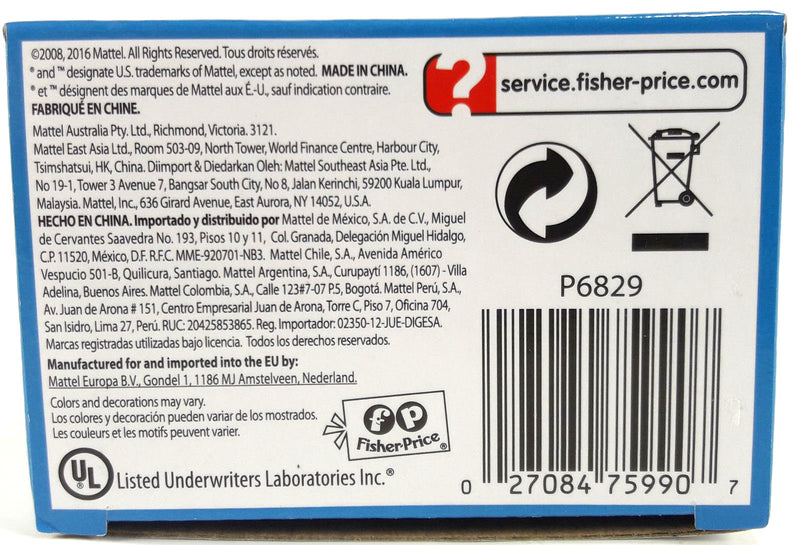 ©2008, 2016 Mattel. All Rights Reserved. Tous droits réservés.
® and ™ designate U.S. trademarks of Mattel, except as noted. MADE IN CHINA.
® et ™ désignent des marques de Mattel aux É.-U., sauf indication contraire.
FABRIQUÉ EN CHINE.
Mattel Australia Pty. Ltd., Richmond, Victoria. 3121.
Mattel East Asia Ltd., Room 503-09, North Tower, World Finance Centre, Harbour City,
Tsimshatsui, HK, China. Diimport & Diedarkan Oleh: Mattel Southeast Asia Pte. Ltd.,
No 19-1, Tower 3 Avenue 7, Bangsar South City, No 8, Jalan Kerinchi, 59200 Kuala Lumpur,
Malaysia. Mattel, Inc., 636 Girard Avenue, East Aurora, NY 14052, U.S.A.
HECHO EN CHINA. Importado y distribuido por Mattel de México, S.A. de C.V., Miguel
de Cervantes Saavedra No. 193, Pisos 10 y 11, Col. Granada, Delegación Miguel Hidalgo,
C.P. 11520, México, D.F. R.F.C. MME-920701-NB3. Mattel Chile, S.A., Avenida Américo
Vespucio 501-B, Quilicura, Santiago. Mattel Argentina, S.A., Curupaytí 1186, (1607) - Villa
Adelina, Buenos Aires. Mattel Colombia, S.A., Calle 123#7-07 P.5, Bogotá. Mattel Perú, S.A.,
Av. Juan de Arona # 151, Centro Empresarial Juan de Arona, Torre C, Piso 7, Oficina 704,
San Isidro, Lima 27, Perú. RUC: 20425853865. Reg. Importador: 02350-12-JUE-DIGESA.
Marcas registradas utilizadas bajo licencia. Todos los derechos reservados.
Manufactured for and imported into the EU by:
Mattel Europa B.V., Gondel 1, 1186 MJ Amstelveen, Nederland.
Colors and decorations may vary.
Los colores y decoración pueden variar de los mostrados.
Les couleurs et les motifs peuvent varier.
fp
Fisher-Price®
UL Listed Underwriters Laboratories Inc.®
? service.fisher-price.com
P6829
0 27084 75990 7